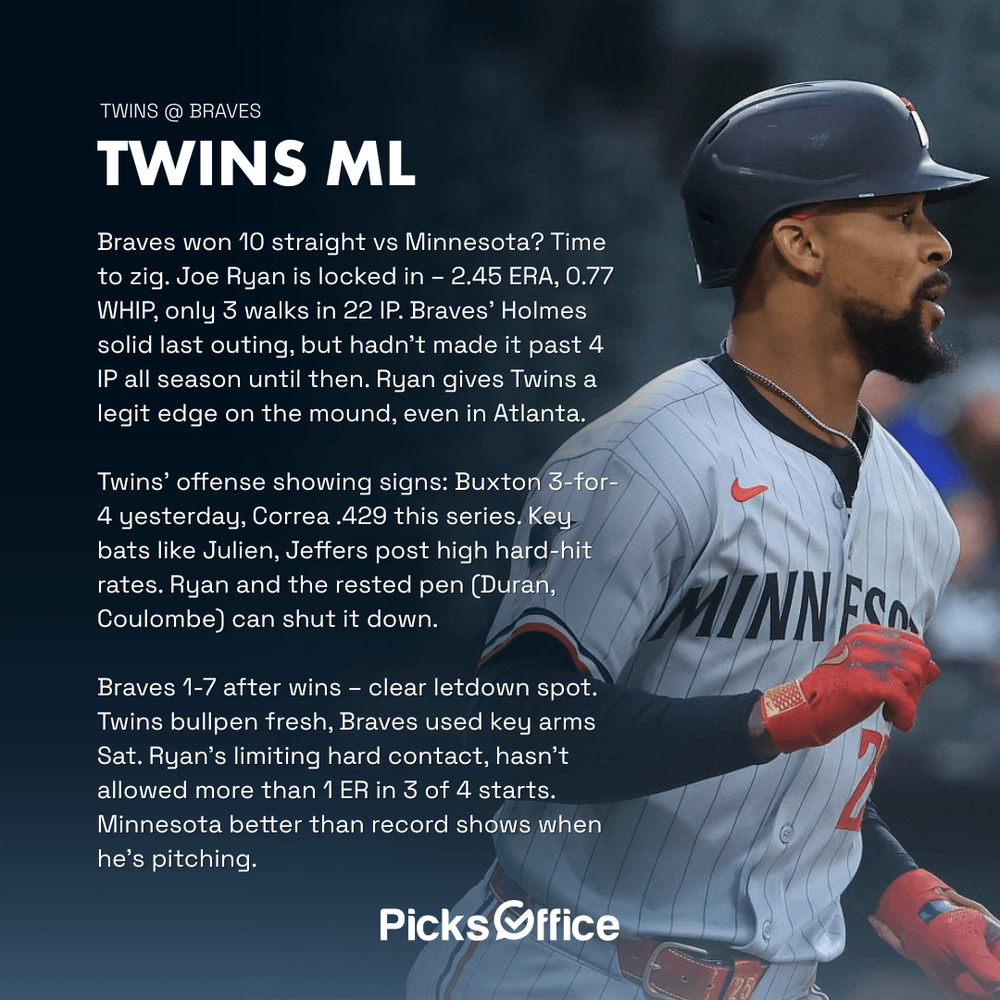 TWINS @ BRAVES
TWINS ML
Braves won 10 straight vs Minnesota? Time
to zig. Joe Ryan is locked in – 2.45 ERA, 0.77
WHIP, only 3 walks in 22 IP. Braves' Holmes
solid last outing, but hadn't made it past 4
IP all season until then. Ryan gives Twins a
legit edge on the mound, even in Atlanta.
Twins' offense showing signs: Buxton 3-for-
4 yesterday, Correa .429 this series. Key
bats like Julien, Jeffers post high hard-hit
rates. Ryan and the rested pen (Duran,
Coulombe) can shut it down.
Braves 1-7 after wins – clear letdown spot.
Twins bullpen fresh, Braves used key arms
Sat. Ryan's limiting hard contact, hasn't
allowed more than 1 ER in 3 of 4 starts.
Minnesota better than record shows when
he's pitching.
MINNESO
2
25
PicksOffice